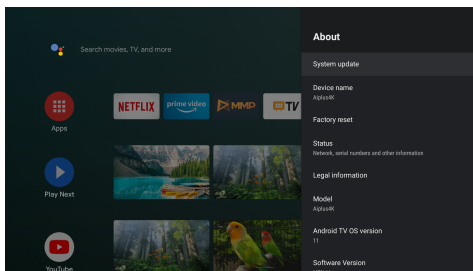 Search movies, TV, and more
Apps
NETFLIX
prime video
MMP
TV
Play Next
YouTube
About
System update
Device name
Aiplus4K
Factory reset
Status
Network, serial numbers and other information
Legal information
Model
Aiplus4K
Android TV OS version
11
Software Version